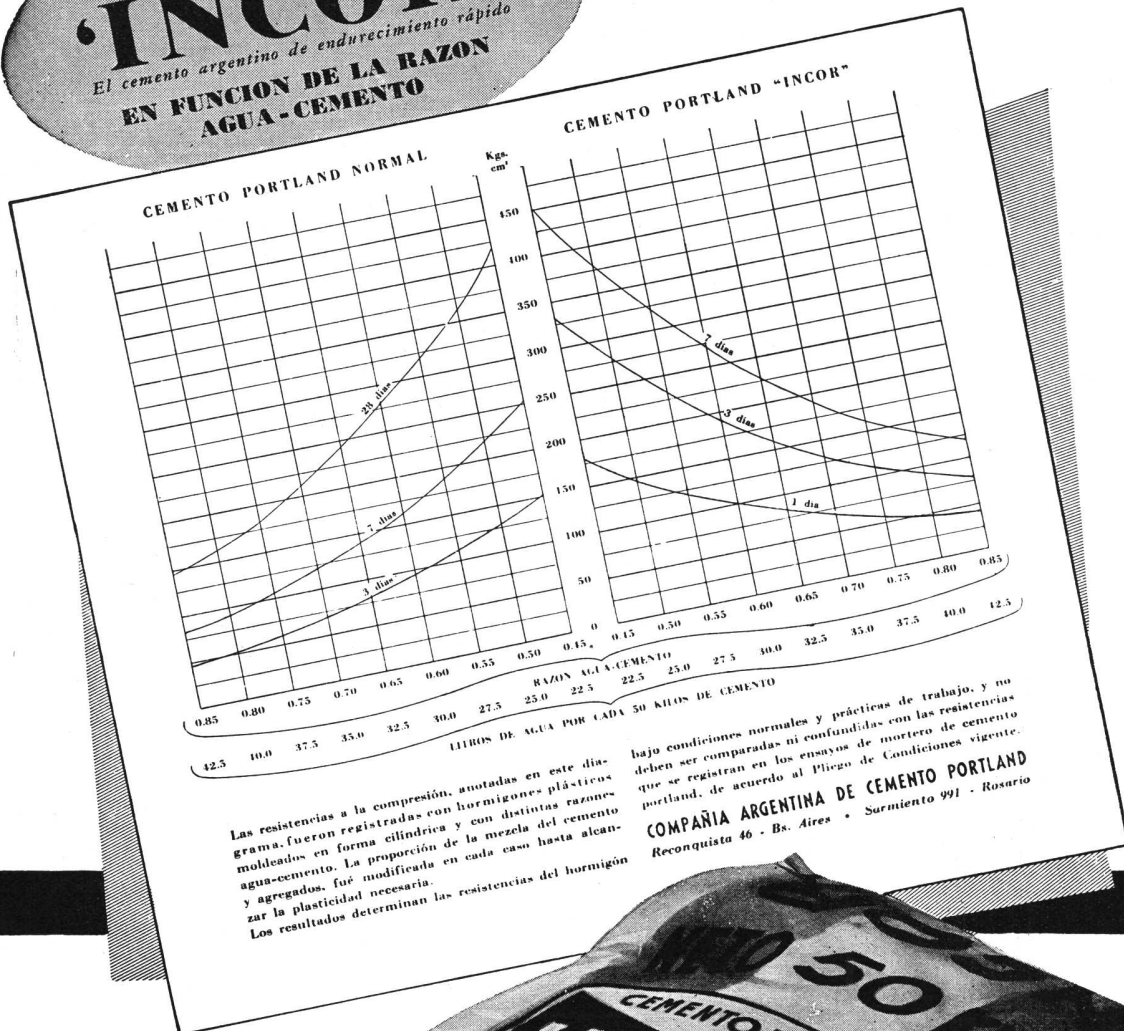 'INCOR
El cemento argentino de endurecimiento rápido
EN FUNCION DE LA RAZON
AGUA-CEMENTO
CEMENTO PORTLAND NORMAL
Kgs.
cm²
CEMENTO PORTLAND "INCOR"
450
400
350
300
250
200
150
100
50
0
28 dias
7 dias
3 dias
7 dias
3 dias
1 dia
0.85 0.80 0.75 0.70 0.65 0.60 0.55 0.50 0.45
0.45 0.50 0.55 0.60 0.65 0.70 0.75 0.80 0.85
RAZON AGUA-CEMENTO
42.5 40.0 37.5 35.0 32.5 30.0 27.5 25.0 22.5
22.5 25.0 27.5 30.0 32.5 35.0 37.5 40.0 42.5
LITROS DE AGUA POR CADA 50 KILOS DE CEMENTO
Las resistencias a la compresión, anotadas en este dia-
grama, fueron registradas con hormigones plásticos
moldeados en forma cilíndrica y con distintas razones
agua-cemento. La proporción de la mezcla del cemento
y agregados, fué modificada en cada caso hasta alcan-
zar la plasticidad necesaria.
Los resultados determinan las resistencias del hormigón
bajo condiciones normales y prácticas de trabajo, y no
deben ser comparadas ni confundidas con las resistencias
que se registran en los ensayos de mortero de cemento
portland, de acuerdo al Pliego de Condiciones vigente.
COMPAÑIA ARGENTINA DE CEMENTO PORTLAND
Reconquista 46 - Bs. Aires • Sarmiento 991 - Rosario
NETO 50
CEMENTO